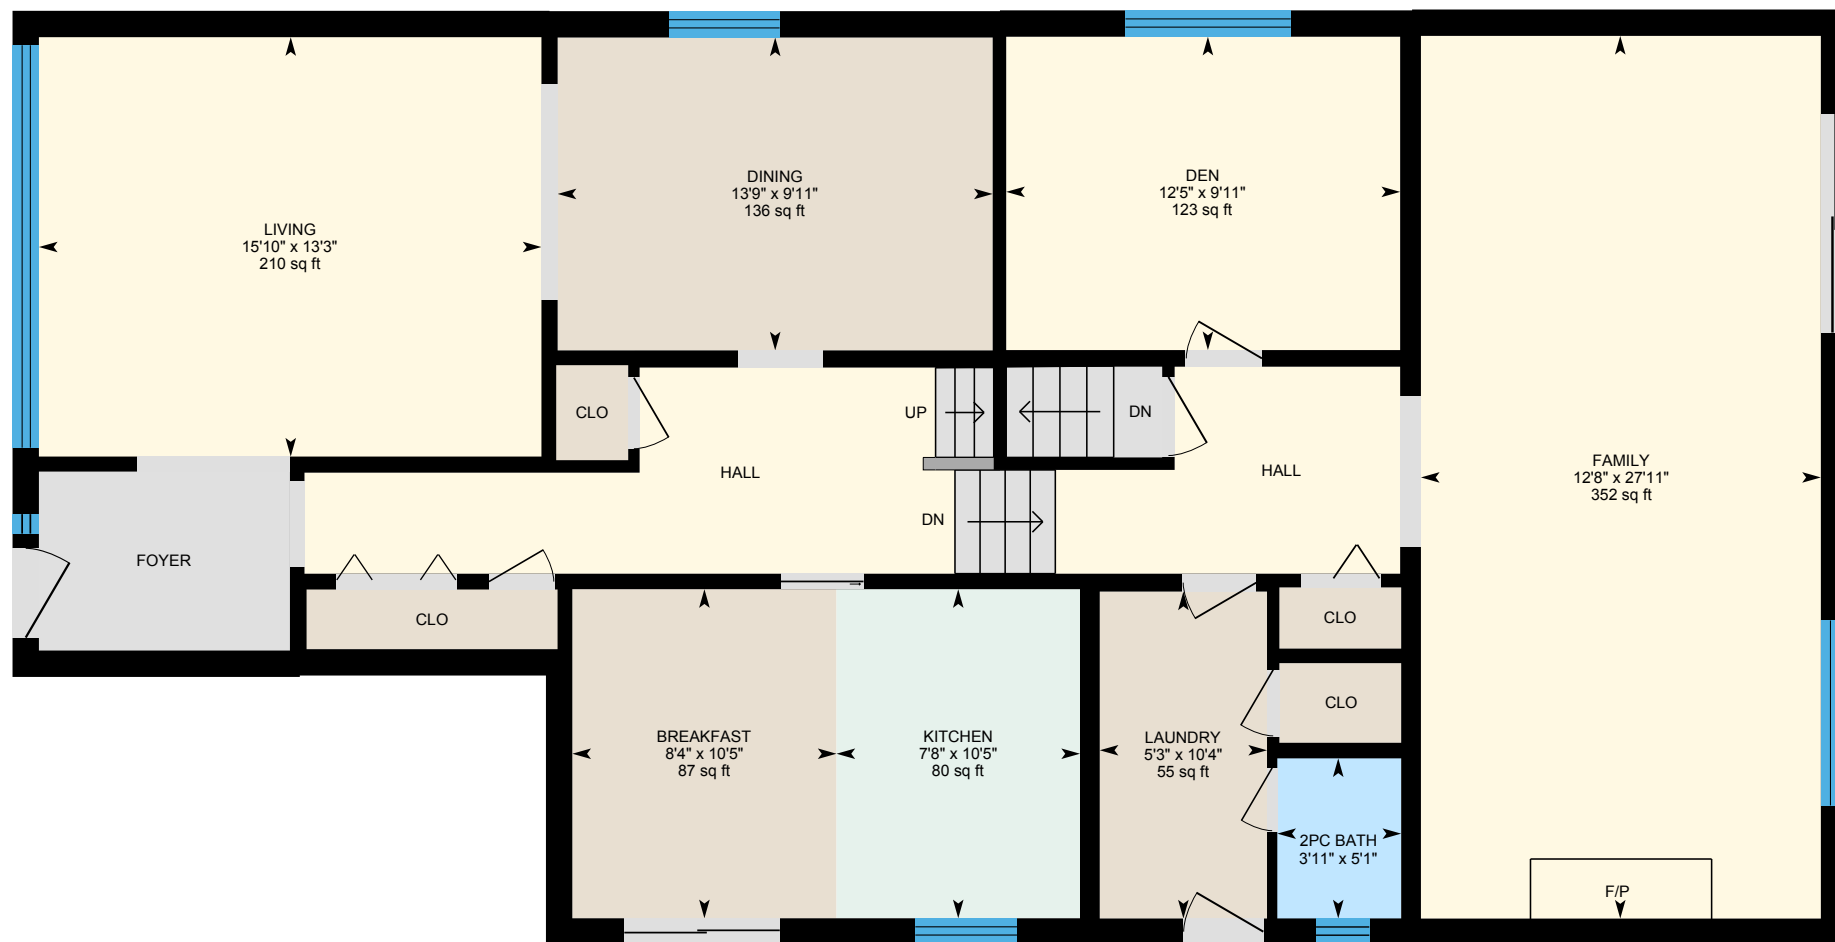 DINING
13'9" x 9'11"
136 sq ft
DEN
12'5" x 9'11"
123 sq ft
LIVING
15'10" x 13'3"
210 sq ft
CLO
UP
DN
HALL
HALL
FAMILY
12'8" x 27'11"
352 sq ft
DN
FOYER
CLO
CLO
CLO
BREAKFAST
8'4" x 10'5"
87 sq ft
KITCHEN
7'8" x 10'5"
80 sq ft
LAUNDRY
5'3" x 10'4"
55 sq ft
2PC BATH
3'11" x 5'1"
F/P